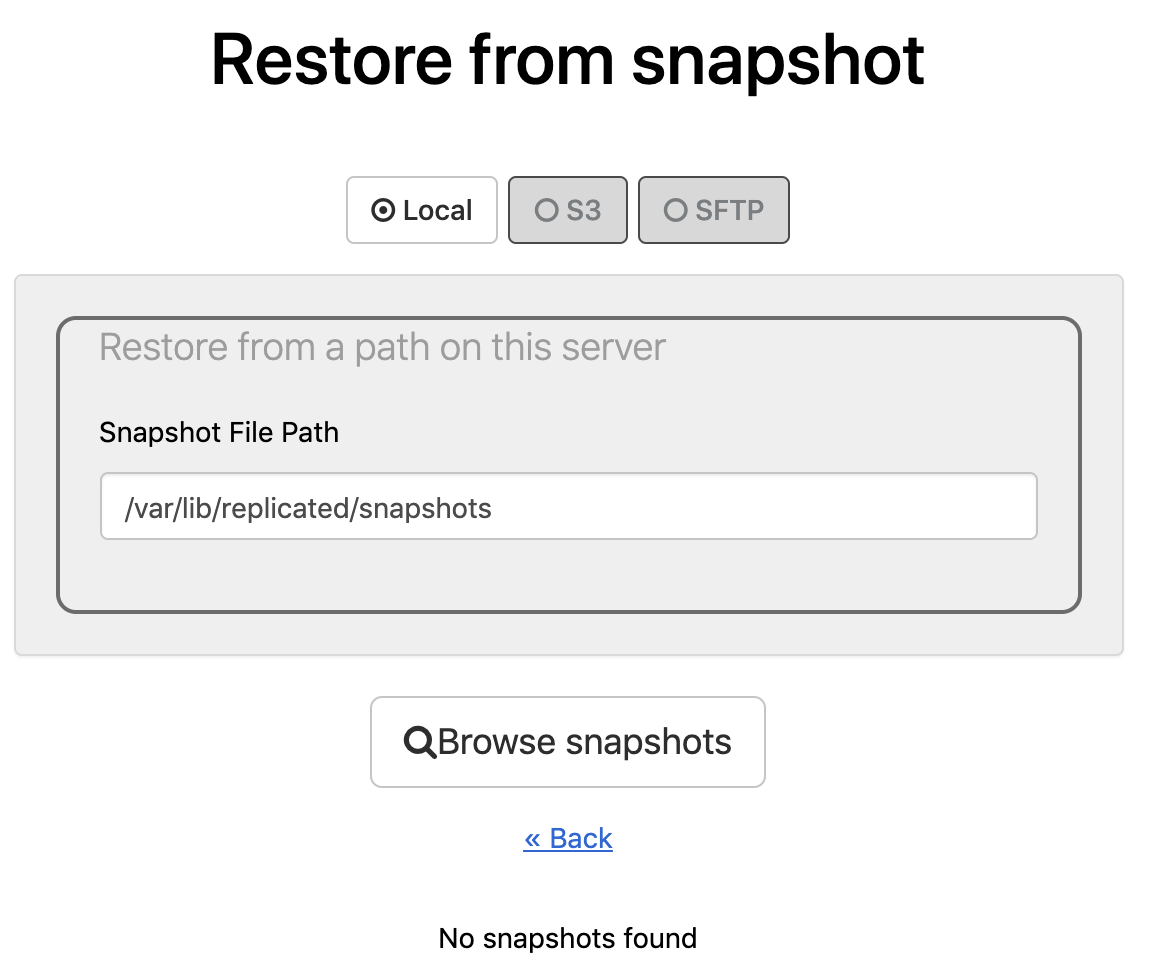 Restore from snapshot
Local S3 SFTP
Restore from a path on this server
Snapshot File Path
/var/lib/replicated/snapshots
Browse snapshots
« Back
No snapshots found